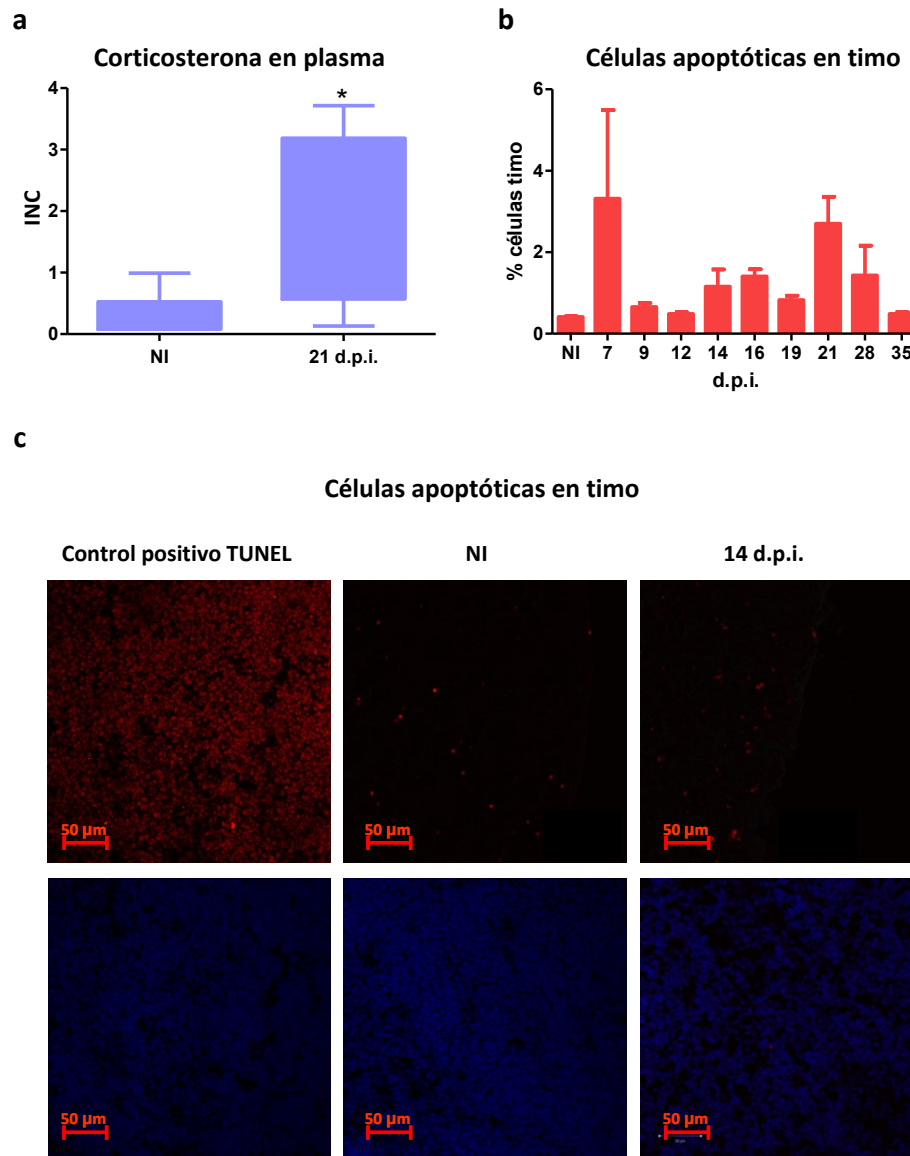 a
Corticosterona en plasma
4
3
2
1
0
INC
*
NI
21 d.p.i.
b
Células apoptóticas en timo
6
4
2
0
% células timo
NI 7 9 12 14 16 19 21 28 35
d.p.i.
c
Células apoptóticas en timo
Control positivo TUNEL
NI
14 d.p.i.
50 µm
50 µm
50 µm
50 µm
50 µm
50 µm